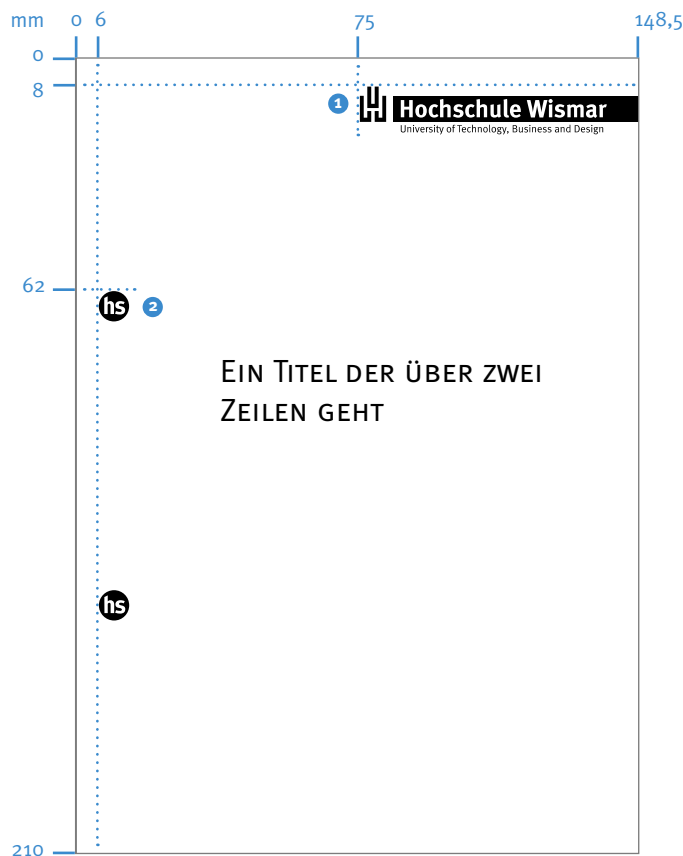 mm 0 6 75 148,5
0
8
1
Hochschule Wismar
University of Technology, Business and Design
62
hs 2
Ein Titel der über zwei
Zeilen geht
hs
210